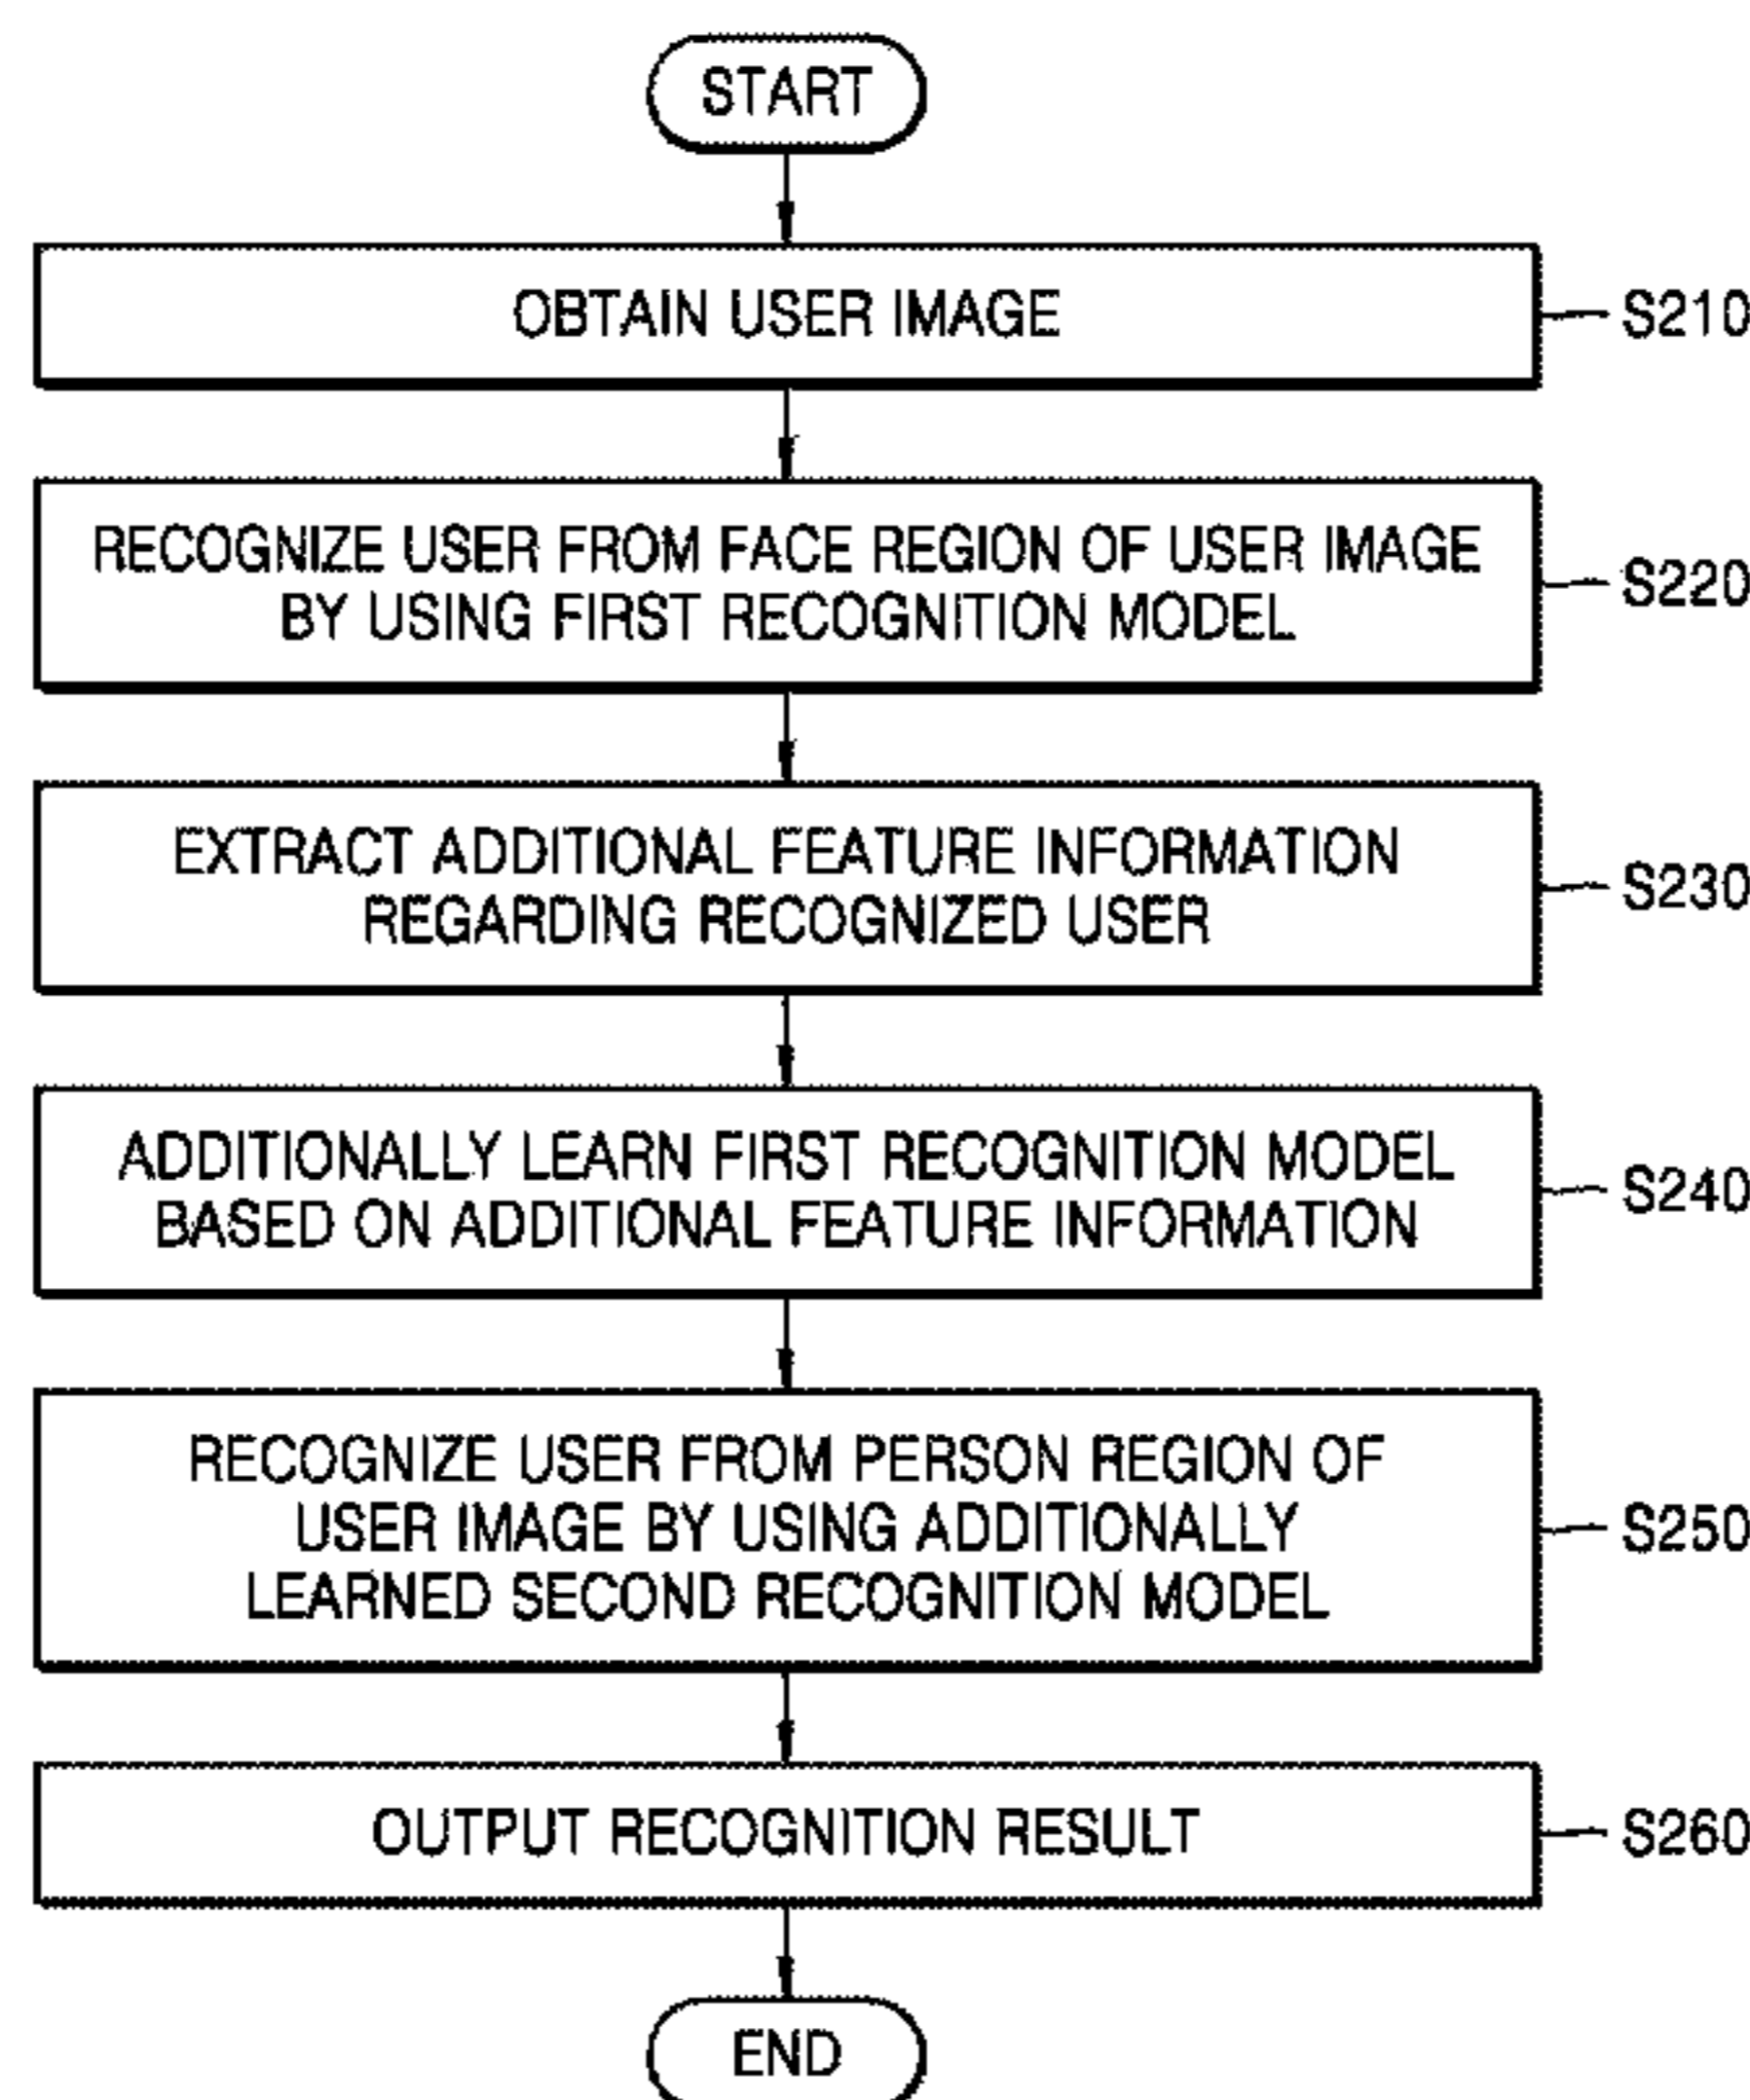 START
OBTAIN USER IMAGE
S210
RECOGNIZE USER FROM FACE REGION OF USER IMAGE
BY USING FIRST RECOGNITION MODEL
S220
EXTRACT ADDITIONAL FEATURE INFORMATION
REGARDING RECOGNIZED USER
S230
ADDITIONALLY LEARN FIRST RECOGNITION MODEL
BASED ON ADDITIONAL FEATURE INFORMATION
S240
RECOGNIZE USER FROM PERSON REGION OF
USER IMAGE BY USING ADDITIONALLY
LEARNED SECOND RECOGNITION MODEL
S250
OUTPUT RECOGNITION RESULT
S260
END